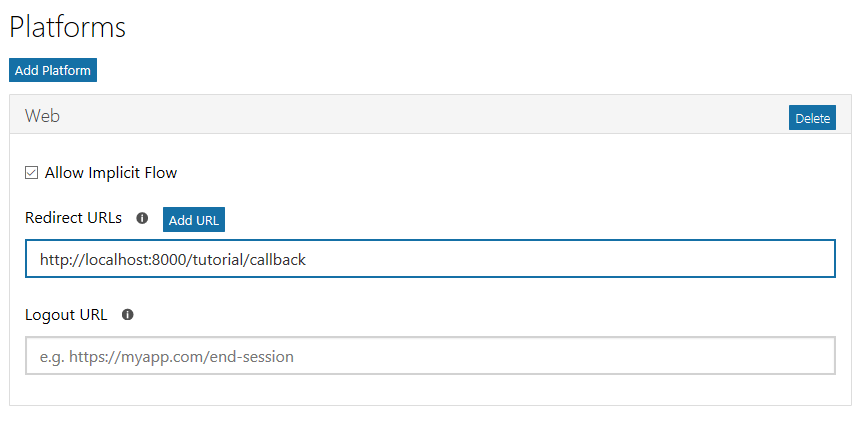 Platforms
Add Platform
Web
Delete
Allow Implicit Flow
Redirect URLs
Add URL
http://localhost:8000/tutorial/callback
Logout URL
e.g. https://myapp.com/end-session